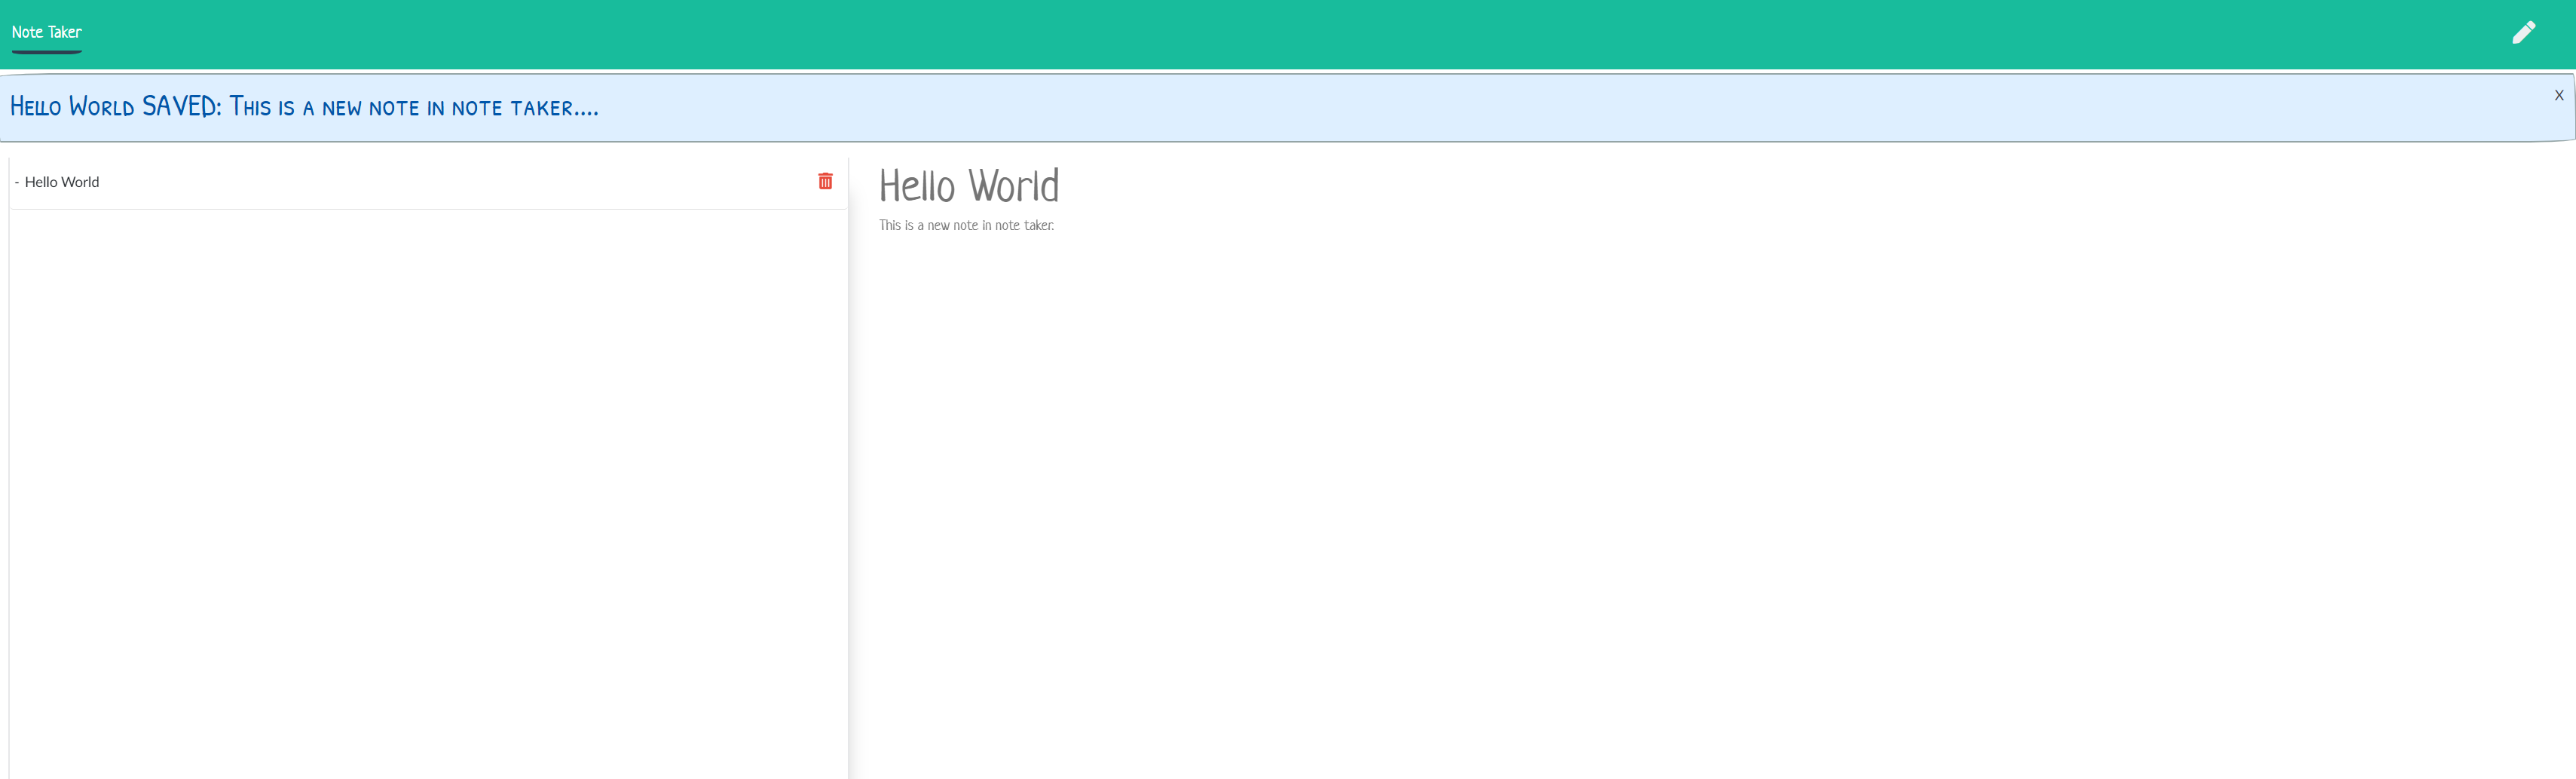 Note Taker
Hello World SAVED: This is a new note in note taker....
X
- Hello World
Hello World
This is a new note in note taker.